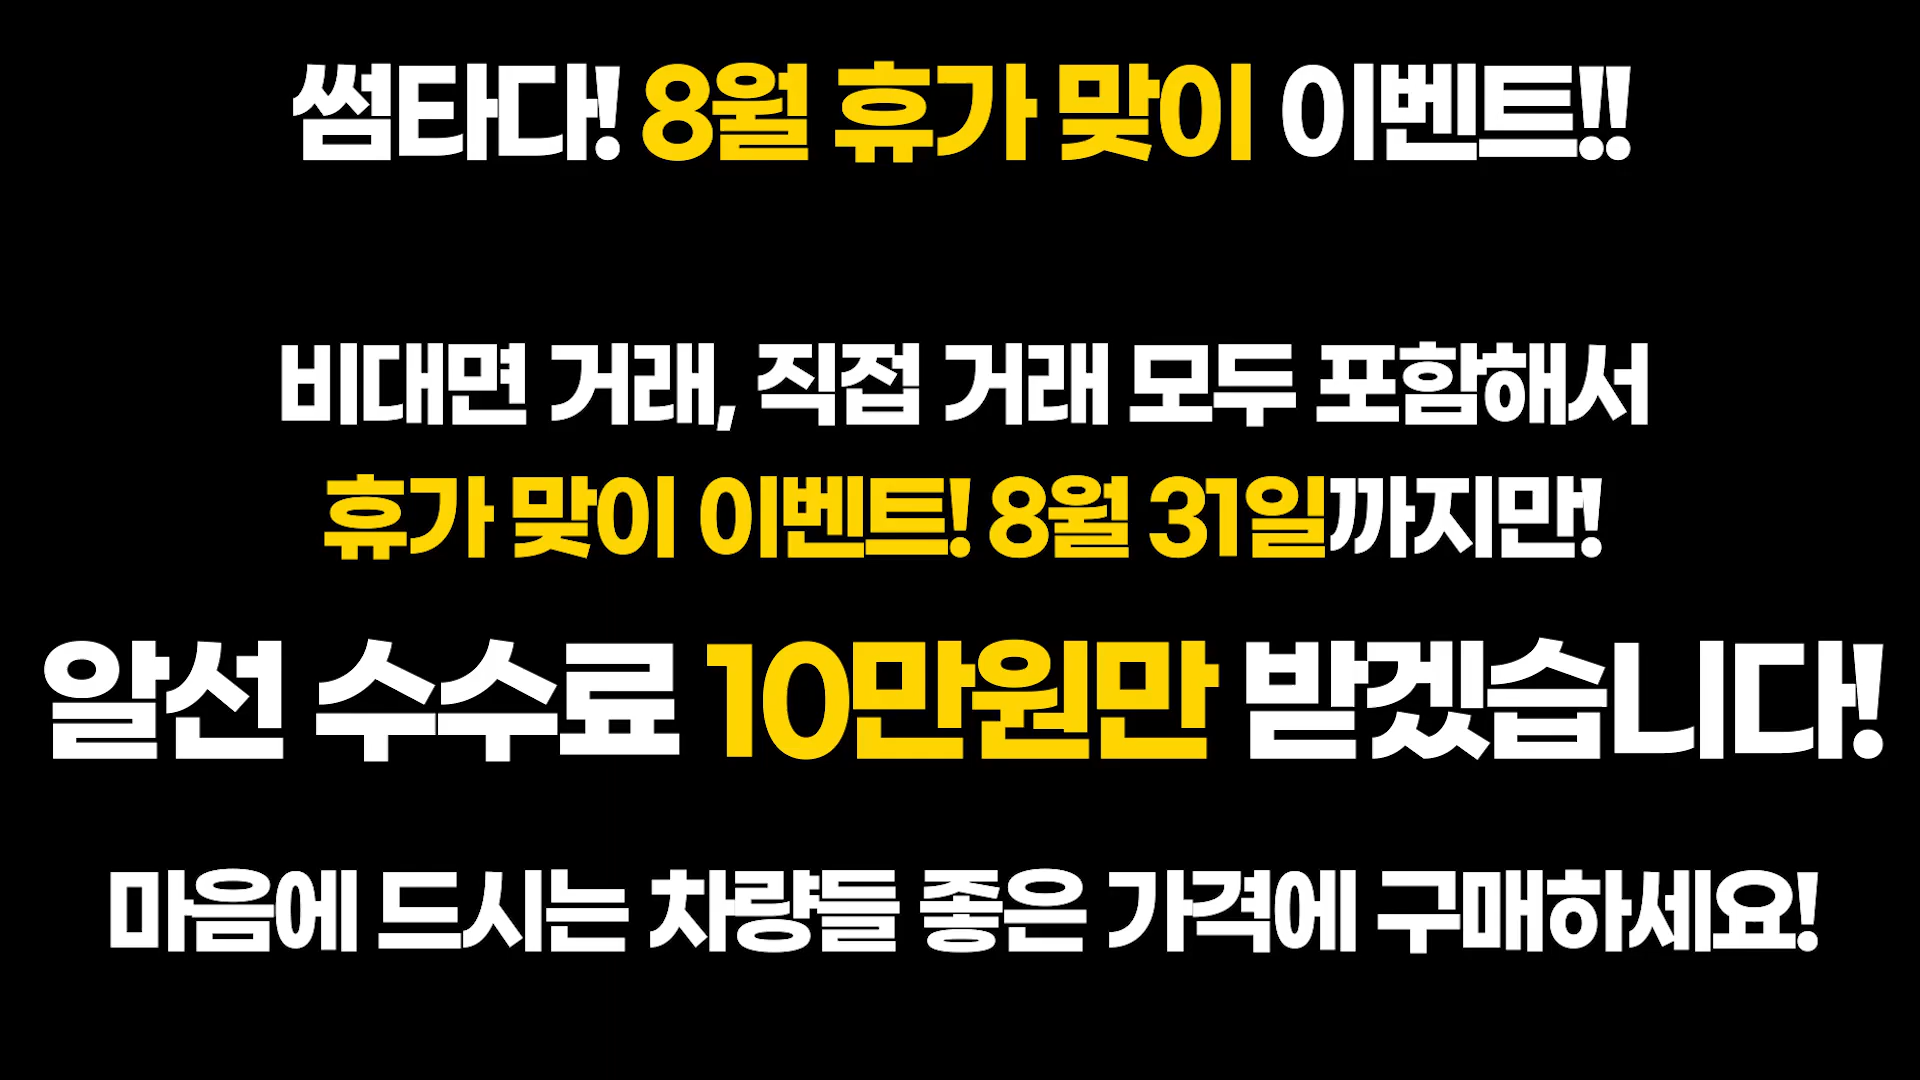 썸타다! 8월 휴가 맞이 이벤트!!
비대면 거래, 직접 거래 모두 포함해서
휴가 맞이 이벤트! 8월 31일까지만!
알선 수수료 10만원만 받겠습니다!
마음에 드시는 차량들 좋은 가격에 구매하세요!